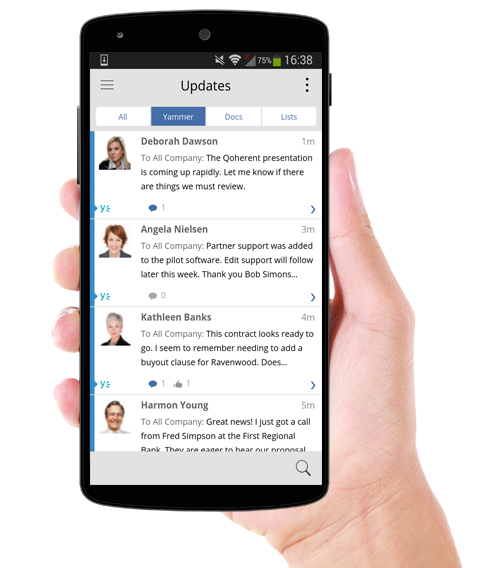 75% 16:38
Updates
All Yammer Docs Lists
Deborah Dawson 1m
To All Company: The Qoherent presentation
is coming up rapidly. Let me know if there
are things we must review.
y 1
Angela Nielsen 3m
To All Company: Partner support was added
to the pilot software. Edit support will follow
later this week. Thank you Bob Simons...
y 0
Kathleen Banks 4m
To All Company: This contract looks ready to
go. I seem to remember needing to add a
buyout clause for Ravenwood. Does...
y 1 1
Harmon Young 5m
To All Company: Great news! I just got a call
from Fred Simpson at the First Regional
Bank. They are eager to hear our proposal